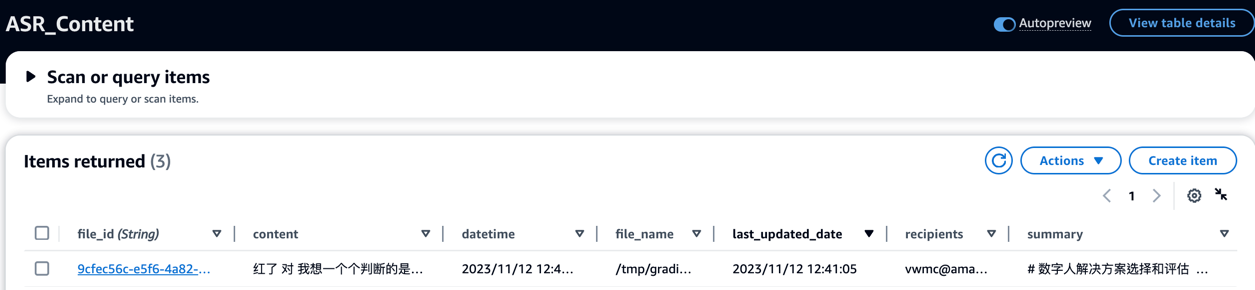 ASR_Content
Autopreview
View table details
Scan or query items
Expand to query or scan items.
Items returned (3)
Actions
Create item
1
file_id (String) content datetime file_name last_updated_date recipients summary
9cfec56c-e5f6-4a82-... 红了 对 我想一个个判断的是... 2023/11/12 12:4... /tmp/gradi... 2023/11/12 12:41:05 vwmc@ama... # 数字人解决方案选择和评估 ...